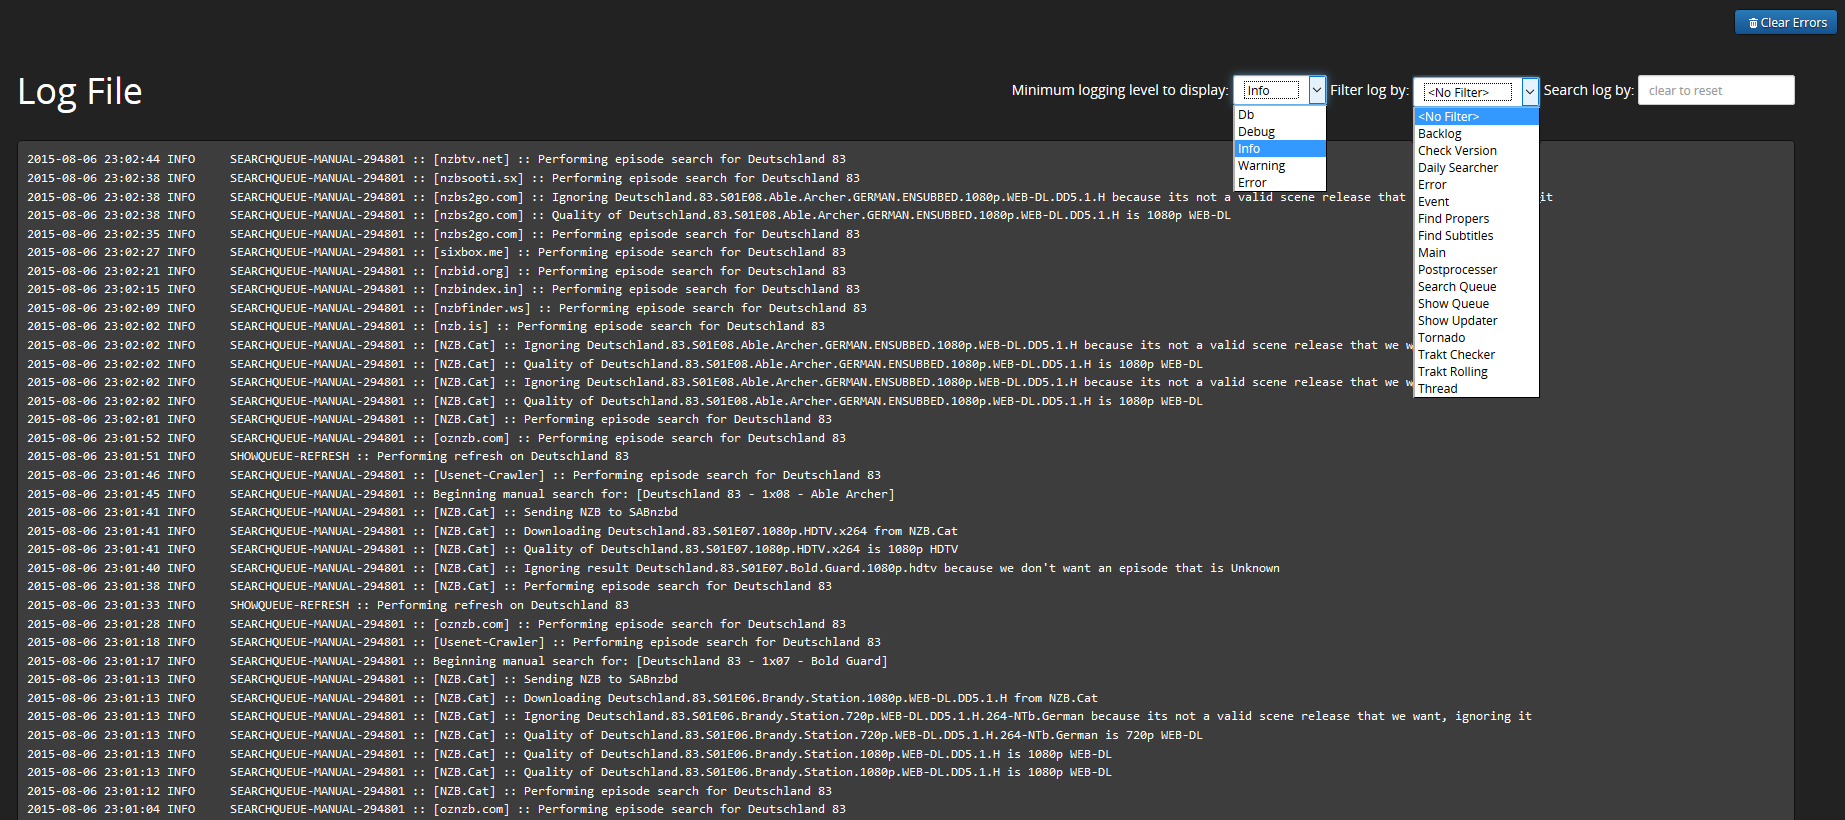 Clear Errors
Log File
Minimum logging level to display: Info Filter log by: <No Filter> Search log by: clear to reset
Db
Debug
Info
Warning
Error
<No Filter>
Backlog
Check Version
Daily Searcher
Error
Event
Find Propers
Find Subtitles
Main
Postprocesser
Search Queue
Show Queue
Show Updater
Tornado
Trakt Checker
Trakt Rolling
Thread
2015-08-06 23:02:44 INFO SEARCHQUEUE-MANUAL-294801 :: [nzbtv.net] :: Performing episode search for Deutschland 83
2015-08-06 23:02:38 INFO SEARCHQUEUE-MANUAL-294801 :: [nzbsooti.sx] :: Performing episode search for Deutschland 83
2015-08-06 23:02:38 INFO SEARCHQUEUE-MANUAL-294801 :: [nzbs2go.com] :: Ignoring Deutschland.83.S01E08.Able.Archer.GERMAN.ENSUBBED.1080p.WEB-DL.DD5.1.H because its not a valid scene release that it
2015-08-06 23:02:38 INFO SEARCHQUEUE-MANUAL-294801 :: [nzbs2go.com] :: Quality of Deutschland.83.S01E08.Able.Archer.GERMAN.ENSUBBED.1080p.WEB-DL.DD5.1.H is 1080p WEB-DL
2015-08-06 23:02:35 INFO SEARCHQUEUE-MANUAL-294801 :: [nzbs2go.com] :: Performing episode search for Deutschland 83
2015-08-06 23:02:27 INFO SEARCHQUEUE-MANUAL-294801 :: [sixbox.me] :: Performing episode search for Deutschland 83
2015-08-06 23:02:21 INFO SEARCHQUEUE-MANUAL-294801 :: [nzbid.org] :: Performing episode search for Deutschland 83
2015-08-06 23:02:15 INFO SEARCHQUEUE-MANUAL-294801 :: [nzbindex.in] :: Performing episode search for Deutschland 83
2015-08-06 23:02:09 INFO SEARCHQUEUE-MANUAL-294801 :: [nzbfinder.ws] :: Performing episode search for Deutschland 83
2015-08-06 23:02:02 INFO SEARCHQUEUE-MANUAL-294801 :: [nzb.is] :: Performing episode search for Deutschland 83
2015-08-06 23:02:02 INFO SEARCHQUEUE-MANUAL-294801 :: [NZB.Cat] :: Ignoring Deutschland.83.S01E08.Able.Archer.GERMAN.ENSUBBED.1080p.WEB-DL.DD5.1.H because its not a valid scene release that we w
2015-08-06 23:02:02 INFO SEARCHQUEUE-MANUAL-294801 :: [NZB.Cat] :: Quality of Deutschland.83.S01E08.Able.Archer.GERMAN.ENSUBBED.1080p.WEB-DL.DD5.1.H is 1080p WEB-DL
2015-08-06 23:02:02 INFO SEARCHQUEUE-MANUAL-294801 :: [NZB.Cat] :: Ignoring Deutschland.83.S01E08.Able.Archer.GERMAN.ENSUBBED.1080p.WEB-DL.DD5.1.H because its not a valid scene release that we w
2015-08-06 23:02:02 INFO SEARCHQUEUE-MANUAL-294801 :: [NZB.Cat] :: Quality of Deutschland.83.S01E08.Able.Archer.GERMAN.ENSUBBED.1080p.WEB-DL.DD5.1.H is 1080p WEB-DL
2015-08-06 23:02:01 INFO SEARCHQUEUE-MANUAL-294801 :: [NZB.Cat] :: Performing episode search for Deutschland 83
2015-08-06 23:01:52 INFO SEARCHQUEUE-MANUAL-294801 :: [oznzb.com] :: Performing episode search for Deutschland 83
2015-08-06 23:01:51 INFO SHOWQUEUE-REFRESH :: Performing refresh on Deutschland 83
2015-08-06 23:01:46 INFO SEARCHQUEUE-MANUAL-294801 :: [Usenet-Crawler] :: Performing episode search for Deutschland 83
2015-08-06 23:01:45 INFO SEARCHQUEUE-MANUAL-294801 :: Beginning manual search for: [Deutschland 83 - 1x08 - Able Archer]
2015-08-06 23:01:41 INFO SEARCHQUEUE-MANUAL-294801 :: [NZB.Cat] :: Sending NZB to SABnzbd
2015-08-06 23:01:41 INFO SEARCHQUEUE-MANUAL-294801 :: [NZB.Cat] :: Downloading Deutschland.83.S01E07.1080p.HDTV.x264 from NZB.Cat
2015-08-06 23:01:41 INFO SEARCHQUEUE-MANUAL-294801 :: [NZB.Cat] :: Quality of Deutschland.83.S01E07.1080p.HDTV.x264 is 1080p HDTV
2015-08-06 23:01:40 INFO SEARCHQUEUE-MANUAL-294801 :: [NZB.Cat] :: Ignoring result Deutschland.83.S01E07.Bold.Guard.1080p.hdtv because we don't want an episode that is Unknown
2015-08-06 23:01:38 INFO SEARCHQUEUE-MANUAL-294801 :: [NZB.Cat] :: Performing episode search for Deutschland 83
2015-08-06 23:01:33 INFO SHOWQUEUE-REFRESH :: Performing refresh on Deutschland 83
2015-08-06 23:01:28 INFO SEARCHQUEUE-MANUAL-294801 :: [oznzb.com] :: Performing episode search for Deutschland 83
2015-08-06 23:01:18 INFO SEARCHQUEUE-MANUAL-294801 :: [Usenet-Crawler] :: Performing episode search for Deutschland 83
2015-08-06 23:01:17 INFO SEARCHQUEUE-MANUAL-294801 :: Beginning manual search for: [Deutschland 83 - 1x07 - Bold Guard]
2015-08-06 23:01:13 INFO SEARCHQUEUE-MANUAL-294801 :: [NZB.Cat] :: Sending NZB to SABnzbd
2015-08-06 23:01:13 INFO SEARCHQUEUE-MANUAL-294801 :: [NZB.Cat] :: Downloading Deutschland.83.S01E06.Brandy.Station.1080p.WEB-DL.DD5.1.H from NZB.Cat
2015-08-06 23:01:13 INFO SEARCHQUEUE-MANUAL-294801 :: [NZB.Cat] :: Ignoring Deutschland.83.S01E06.Brandy.Station.720p.WEB-DL.DD5.1.H.264-NTb.German because its not a valid scene release that we want, ignoring it
2015-08-06 23:01:13 INFO SEARCHQUEUE-MANUAL-294801 :: [NZB.Cat] :: Quality of Deutschland.83.S01E06.Brandy.Station.720p.WEB-DL.DD5.1.H.264-NTb.German is 720p WEB-DL
2015-08-06 23:01:13 INFO SEARCHQUEUE-MANUAL-294801 :: [NZB.Cat] :: Quality of Deutschland.83.S01E06.Brandy.Station.1080p.WEB-DL.DD5.1.H is 1080p WEB-DL
2015-08-06 23:01:13 INFO SEARCHQUEUE-MANUAL-294801 :: [NZB.Cat] :: Quality of Deutschland.83.S01E06.Brandy.Station.1080p.WEB-DL.DD5.1.H is 1080p WEB-DL
2015-08-06 23:01:12 INFO SEARCHQUEUE-MANUAL-294801 :: [NZB.Cat] :: Performing episode search for Deutschland 83
2015-08-06 23:01:04 INFO SEARCHQUEUE-MANUAL-294801 :: [oznzb.com] :: Performing episode search for Deutschland 83